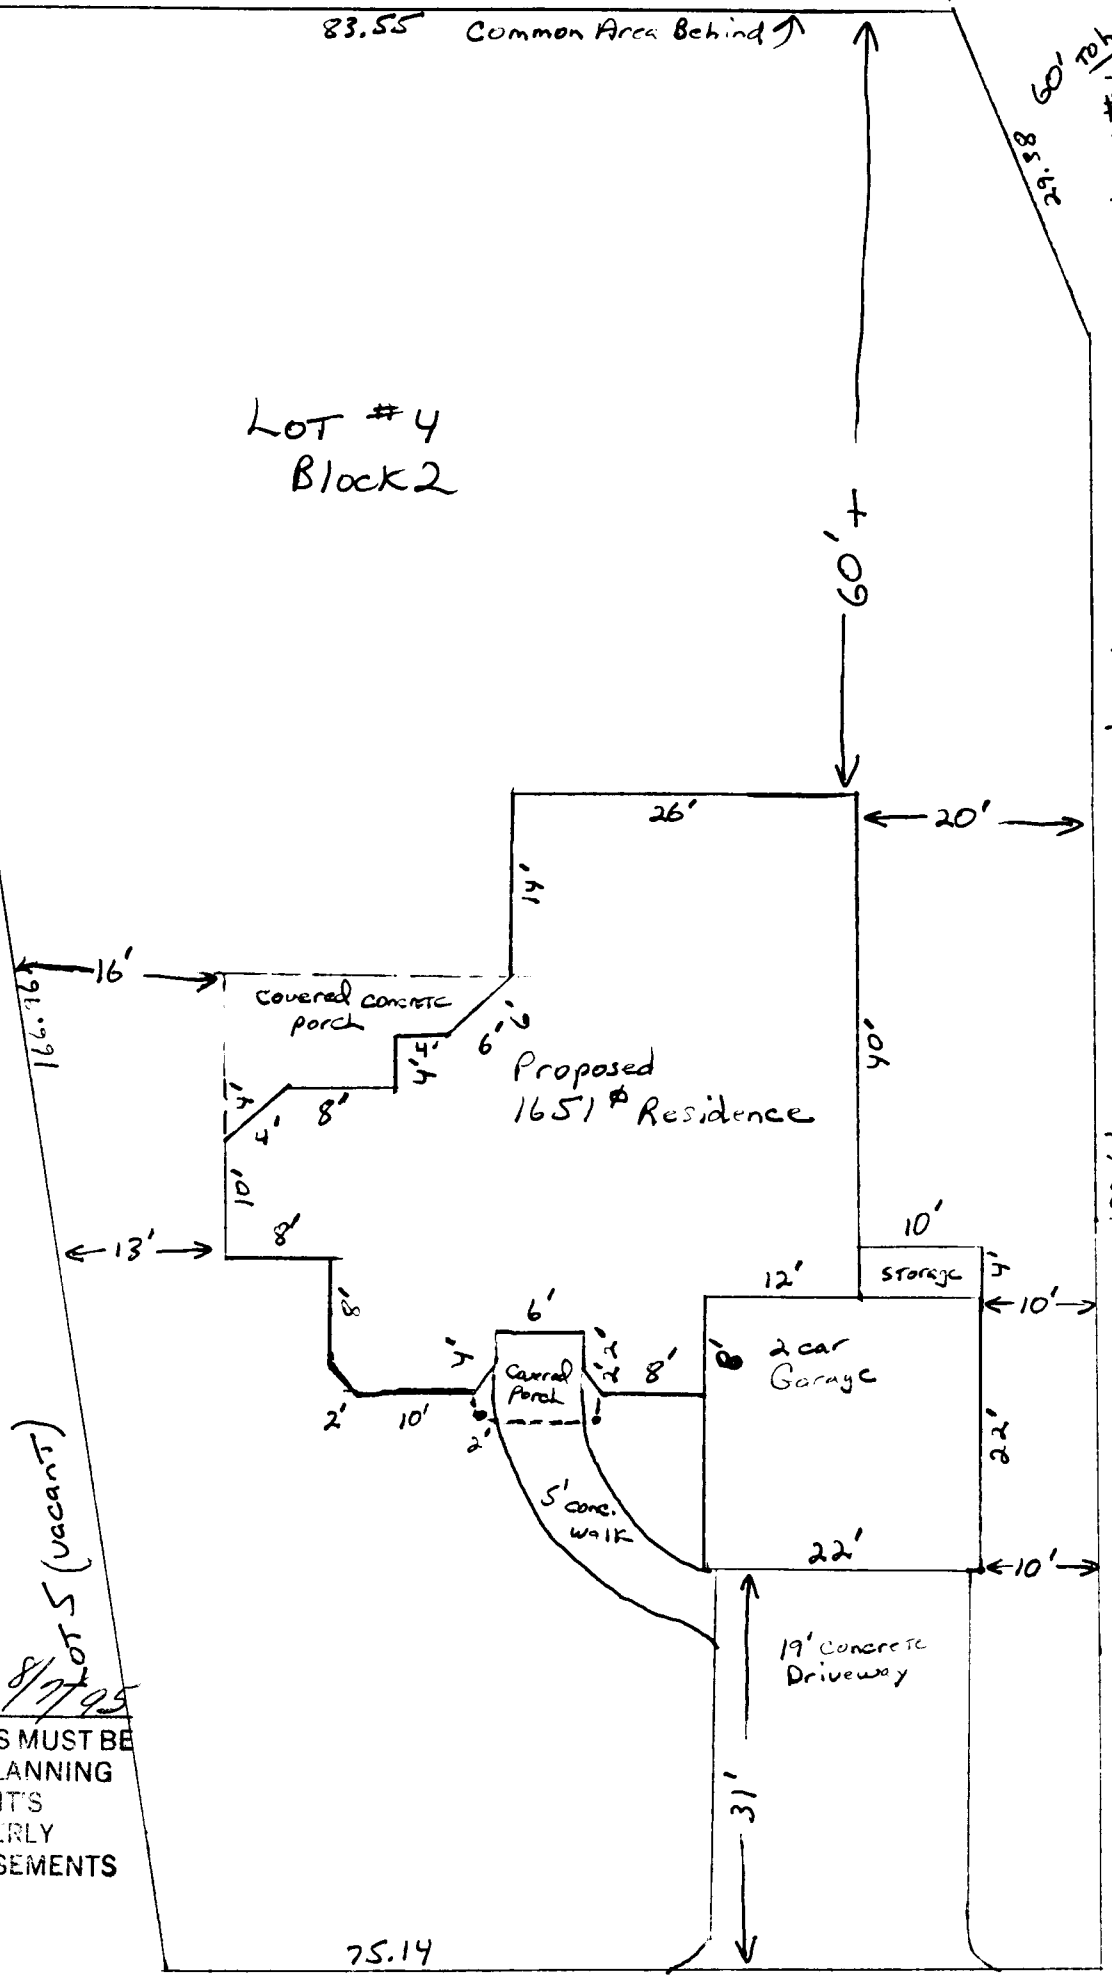 83.55 Common Area Behind
60'
29.58
LOT #4
Block 2
60' +
26'
20'
14'
16'
166.76
Covered concrete
porch
6' 6'
4'
4'
8'
4'
4'
Proposed
1651 ⌀ Residence
40'
10'
13'
8'
10'
Storage
4'
12'
10'
8'
6'
4'
2'
2'
Covered
Porch
8'
8'
2 car
Garage
2'
10'
2'
22'
5' conc.
walk
22'
10'
Lot 5 (vacant)
19' concrete
Driveway
8/7/95
S MUST BE
LANNING
IT'S
ERLY
SEMENTS
31'
75.14